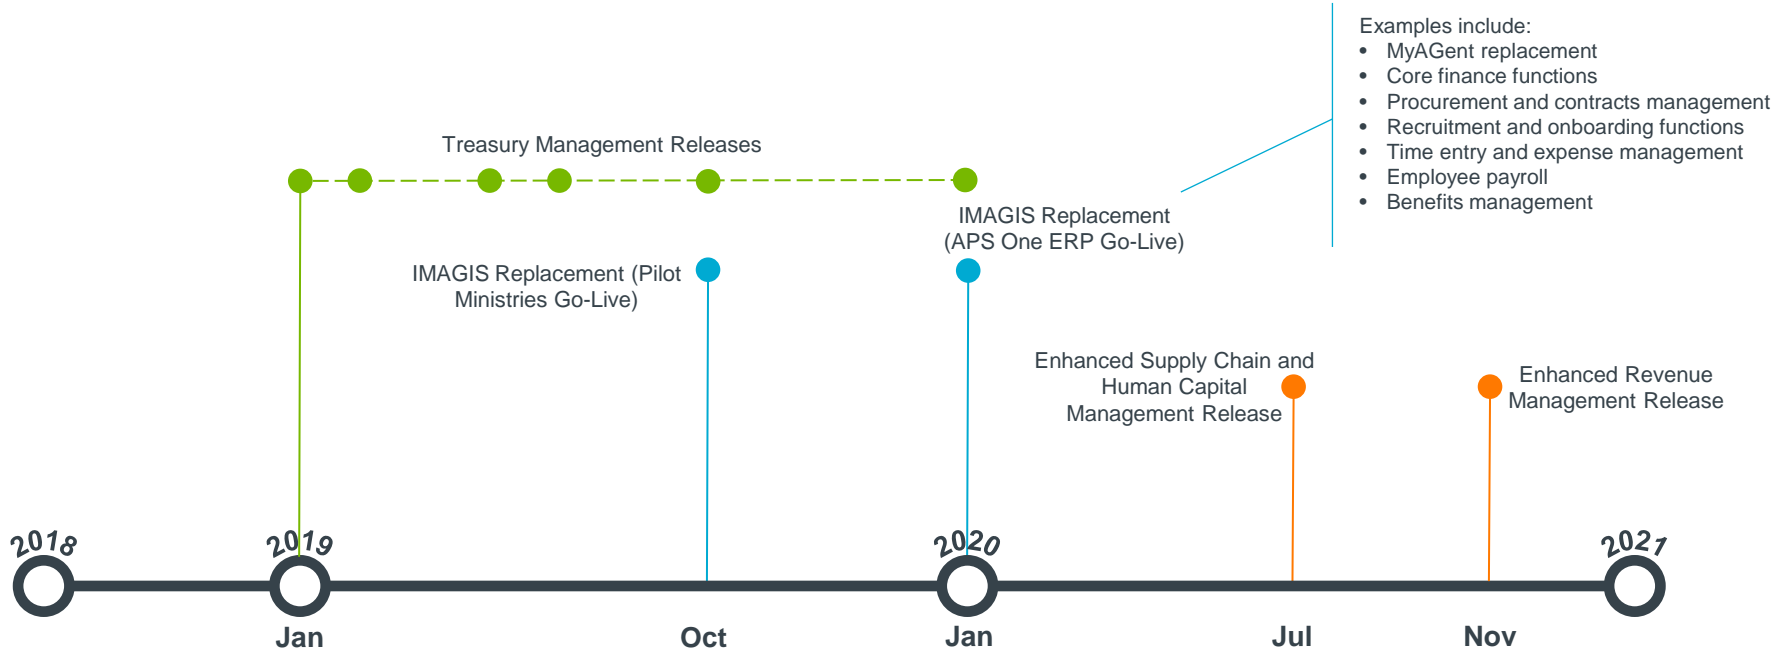 Examples include:
• MyAGent replacement
• Core finance functions
• Procurement and contracts management
• Recruitment and onboarding functions
• Time entry and expense management
• Employee payroll
• Benefits management
Treasury Management Releases
IMAGIS Replacement
(APS One ERP Go-Live)
IMAGIS Replacement (Pilot
Ministries Go-Live)
Enhanced Supply Chain and
Human Capital
Management Release
Enhanced Revenue
Management Release
2018
2019
2020
2021
Jan
Oct
Jan
Jul
Nov